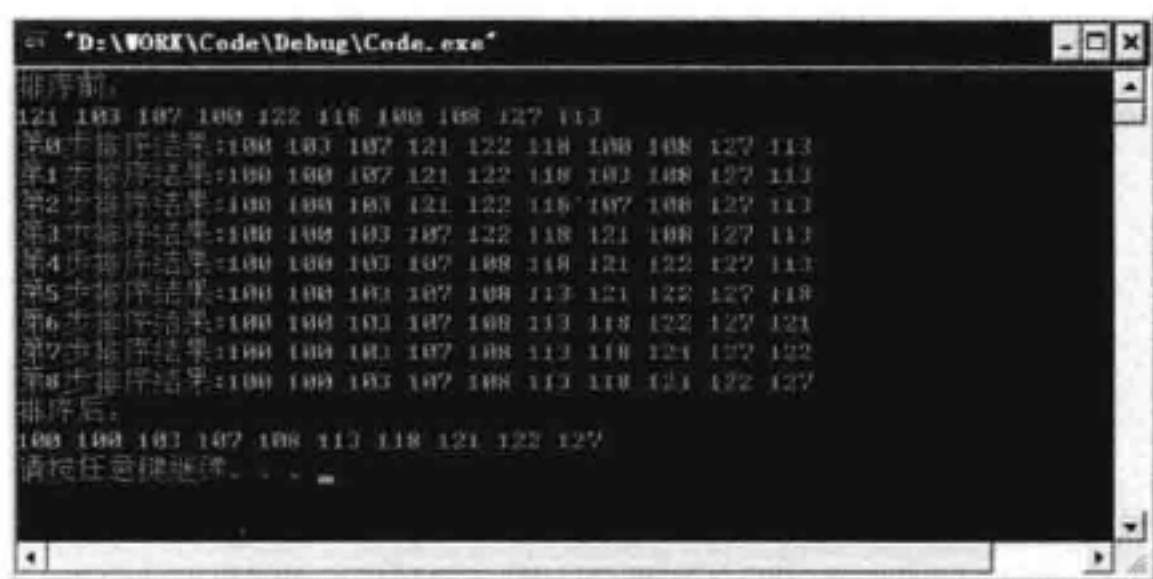 "D:\WORK\Code\Debug\Code.exe"
排序前:
121 103 107 100 122 118 100 108 127 113
第0步排序结果:100 103 107 121 122 118 100 108 127 113
第1步排序结果:100 100 107 121 122 118 103 108 127 113
第2步排序结果:100 100 103 121 122 118 107 108 127 113
第3步排序结果:100 100 103 107 122 118 121 108 127 113
第4步排序结果:100 100 103 107 108 118 121 122 127 113
第5步排序结果:100 100 103 107 108 113 121 122 127 118
第6步排序结果:100 100 103 107 108 113 118 122 127 121
第7步排序结果:100 100 103 107 108 113 118 121 127 122
第8步排序结果:100 100 103 107 108 113 118 121 122 127
排序后:
100 100 103 107 108 113 118 121 122 127
请按任意键继续. . .